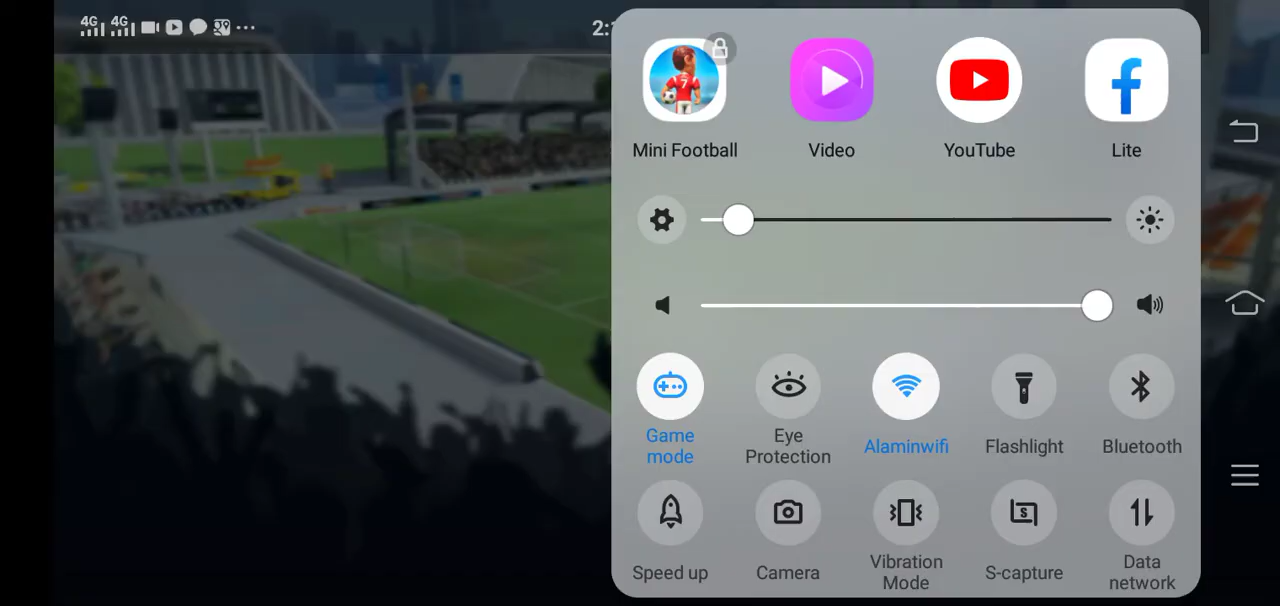 4G 4G
2:
Mini Football
Video
YouTube
Lite
Game
mode
Eye
Protection
Alaminwifi
Flashlight
Bluetooth
Speed up
Camera
Vibration
Mode
S-capture
Data
network